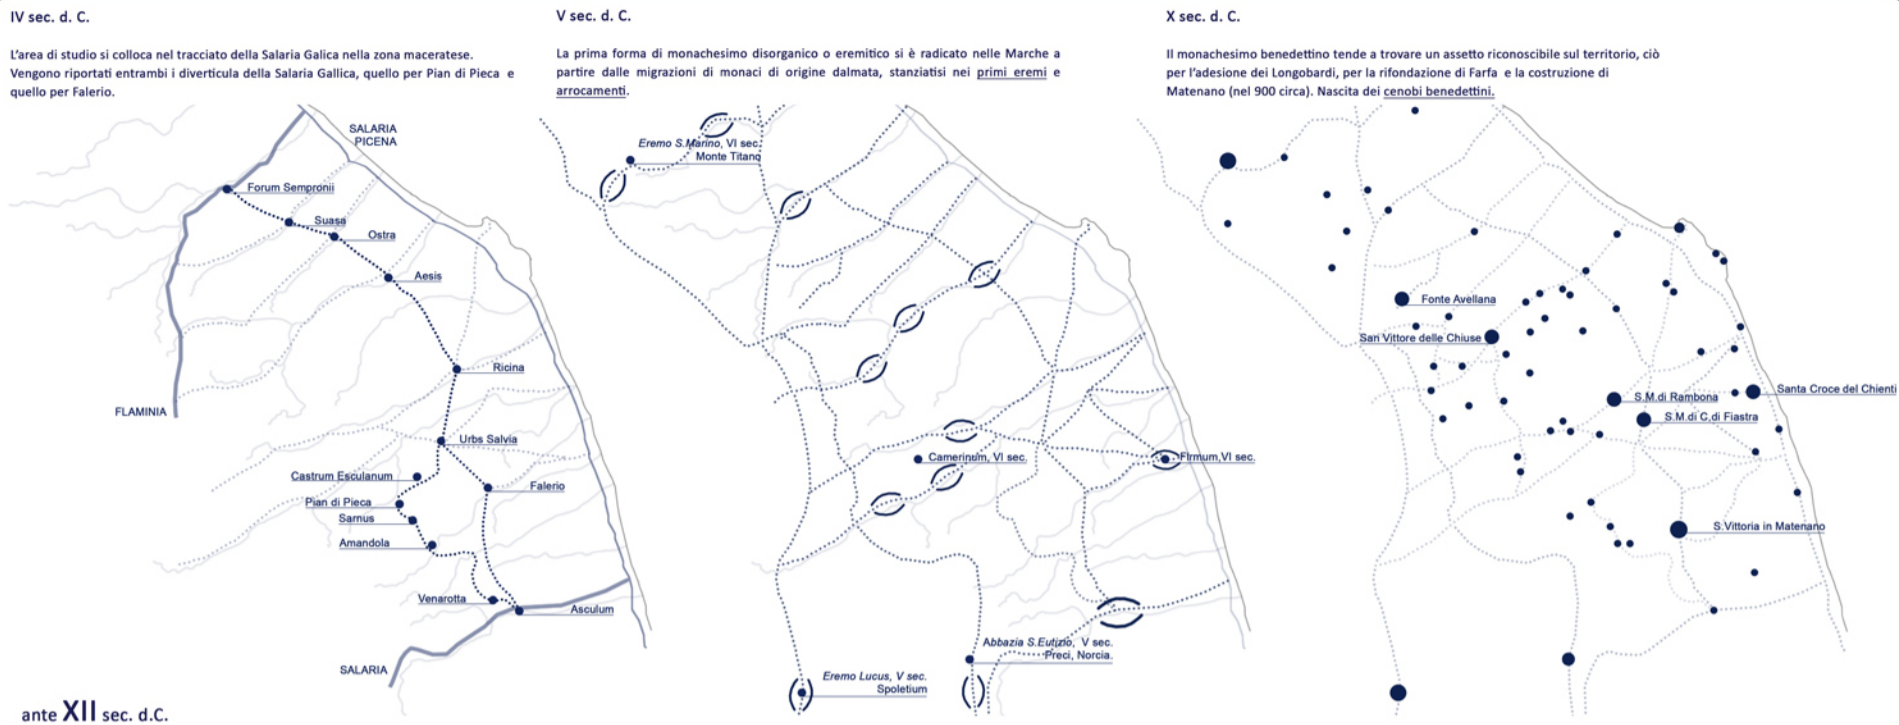 IV sec. d. C.
L'area di studio si colloca nel tracciato della Salaria Galica nella zona maceratese.
Vengono riportati entrambi i diverticula della Salaria Gallica, quello per Pian di Pieca e
quello per Falerio.
SALARIA
PICENA
Forum Sempronii
Suasa
Ostra
Aesis
Ricina
FLAMINIA
Urbs Salvia
Castrum Esculanum
Falerio
Pian di Pieca
Sarnus
Amandola
Venarotta
Asculum
SALARIA
ante XII sec. d.C.
V sec. d. C.
La prima forma di monachesimo disorganico o eremitico si è radicato nelle Marche a
partire dalle migrazioni di monaci di origine dalmata, stanziatisi nei primi eremi e
arrocamenti.
Eremo S.Marino, VI sec.
Monte Titano
Camerinum, VI sec.
FIrmum,VI sec.
Abbazia S.Eutizio, V sec.
Preci, Norcia.
Eremo Lucus, V sec.
Spoletium
X sec. d. C.
Il monachesimo benedettino tende a trovare un assetto riconoscibile sul territorio, ciò
per l'adesione dei Longobardi, per la rifondazione di Farfa e la costruzione di
Matenano (nel 900 circa). Nascita dei cenobi benedettini.
Fonte Avellana
San Vittore delle Chiuse
S.M.di Rambona
Santa Croce del Chienti
S.M.di C.di Fiastra
S.Vittoria in Matenano